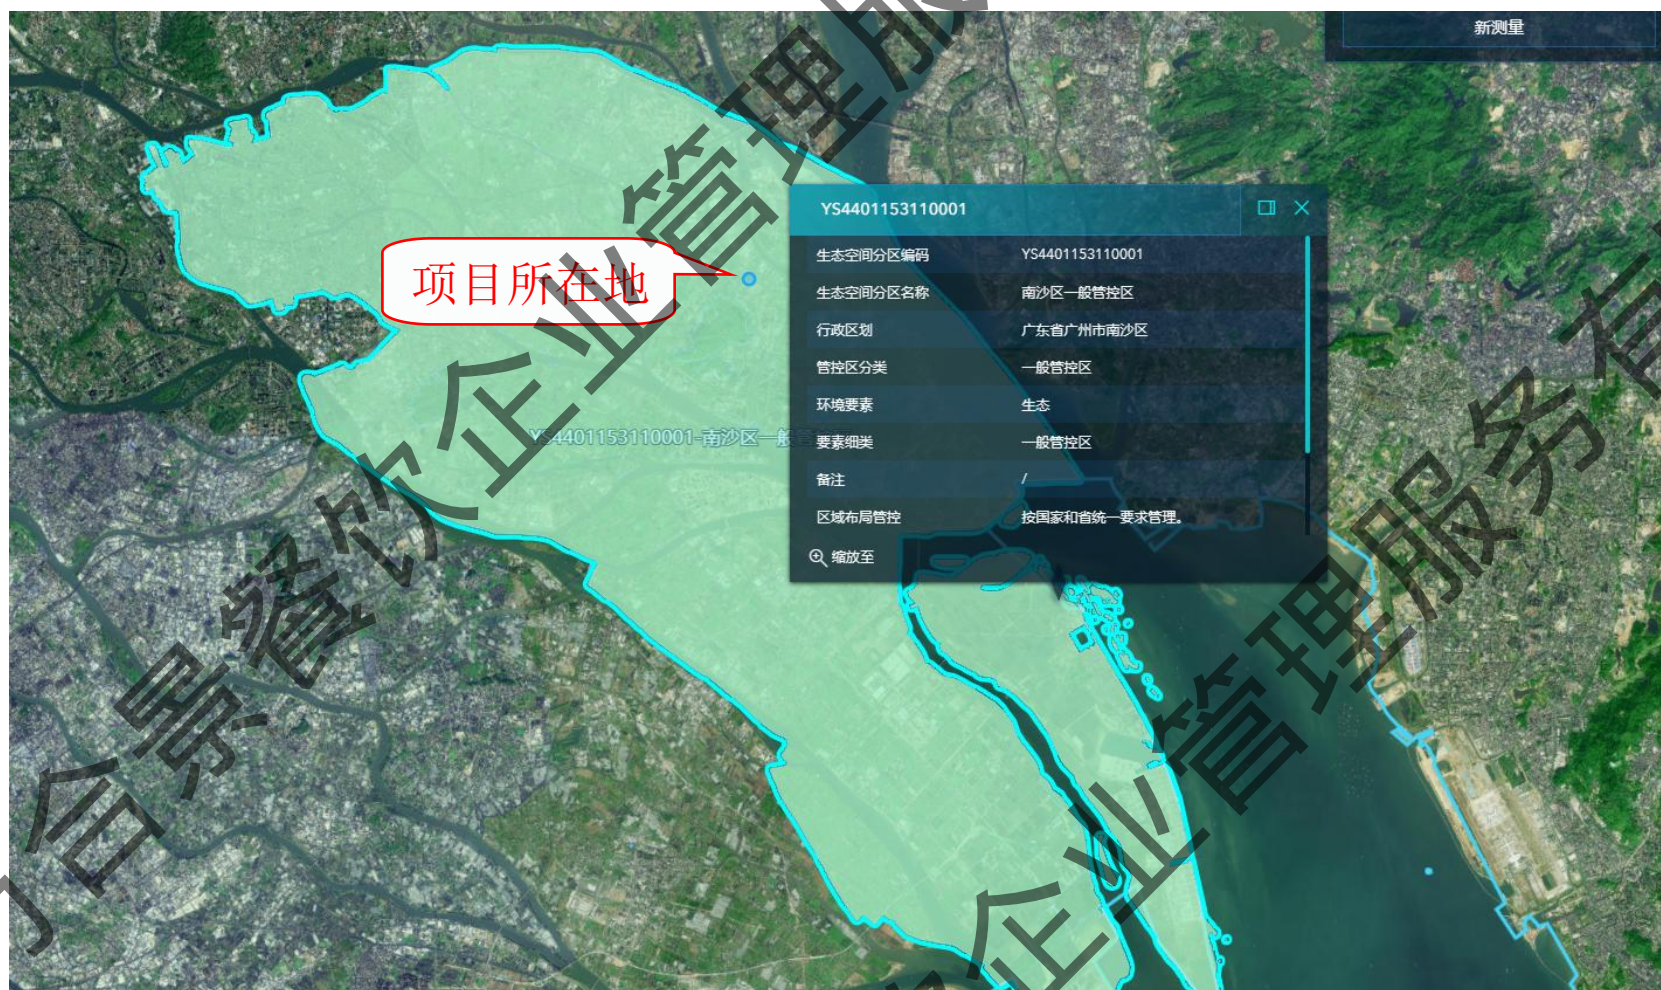 新测量
YS4401153110001
生态空间分区编码 YS4401153110001
生态空间分区名称 南沙区一般管控区
行政区划 广东省广州市南沙区
管控区分类 一般管控区
环境要素 生态
要素细类 一般管控区
备注 /
区域布局管控 按国家和省统一要求管理。
缩放至
项目所在地
YS4401153110001-南沙区一般
合景餐饮企业管理服
企业管理服务有